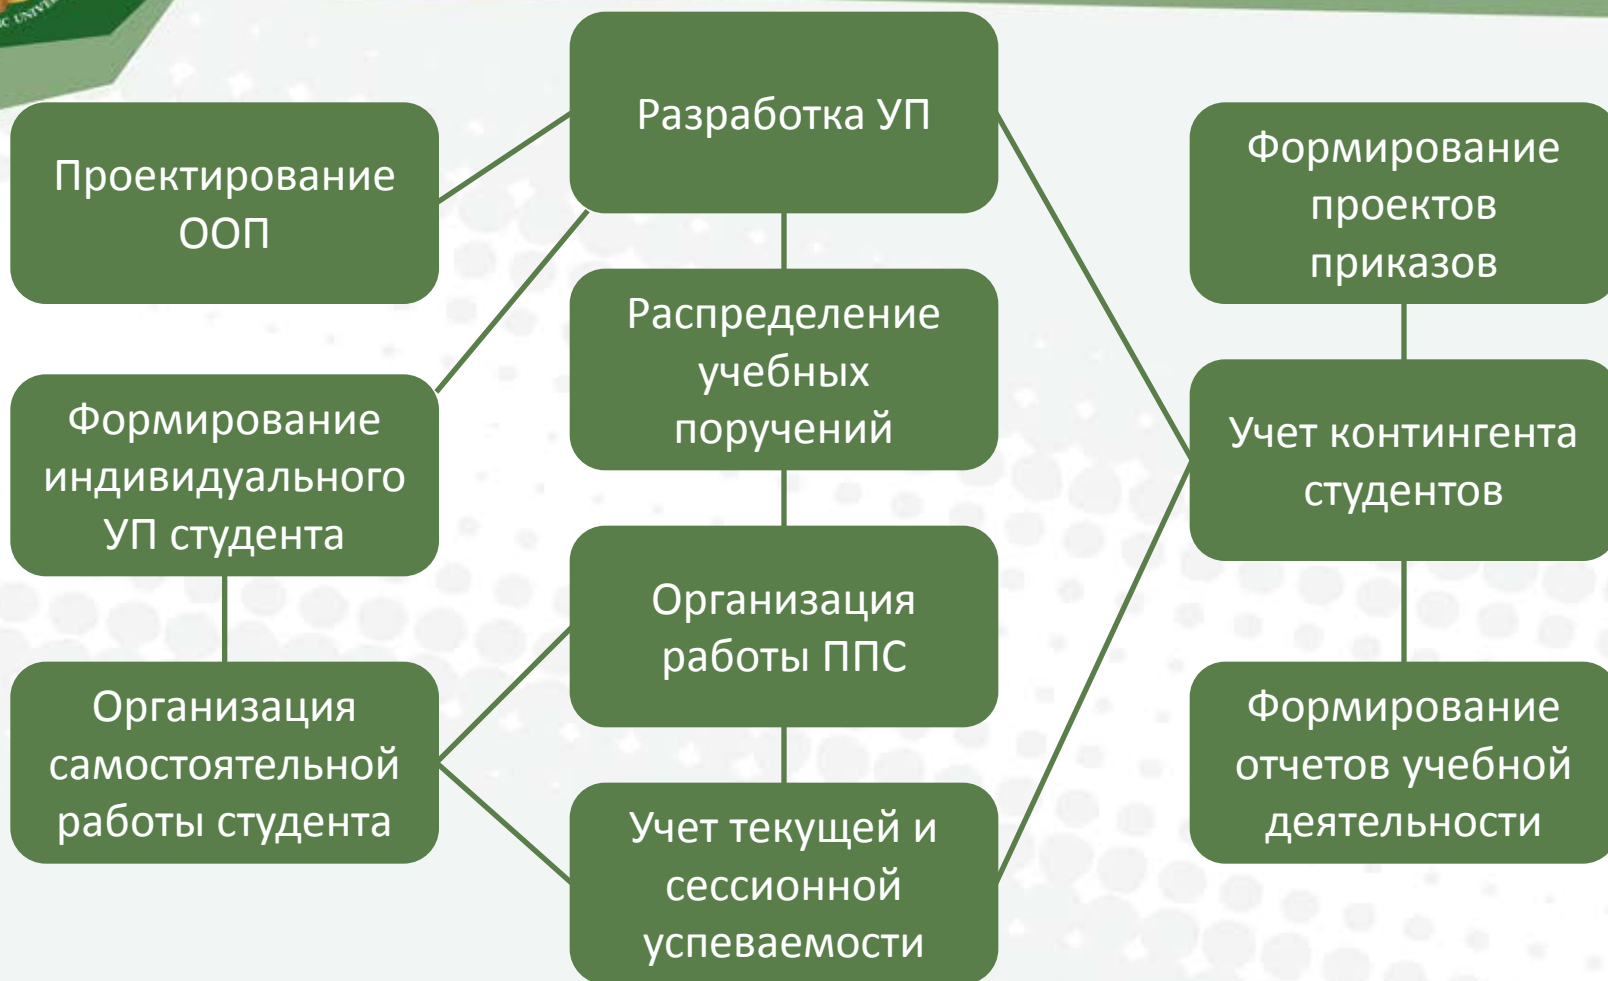 Разработка УП
Проектирование
ООП
Формирование
проектов
приказов
Распределение
учебных
поручений
Формирование
индивидуального
УП студента
Учет контингента
студентов
Организация
работы ППС
Организация
самостоятельной
работы студента
Формирование
отчетов учебной
деятельности
Учет текущей и
сессионной
успеваемости